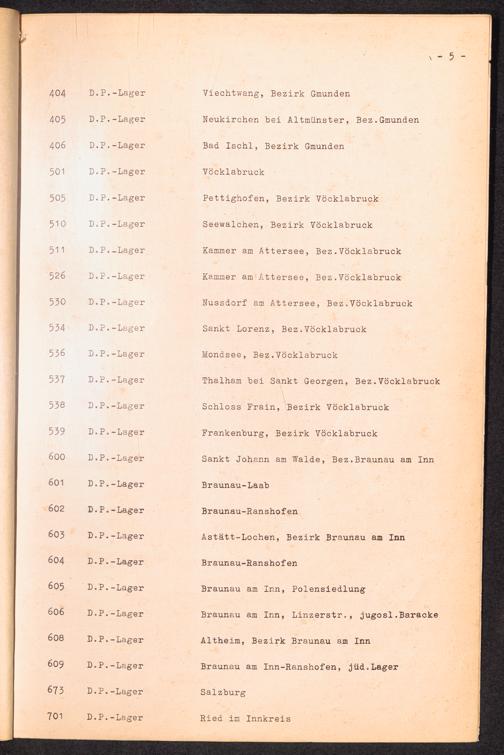 - 5 -
404 D.P.-Lager Viechtwang, Bezirk Gmunden
405 D.P.-Lager Neukirchen bei Altmünster, Bez.Gmunden
406 D.P.-Lager Bad Ischl, Bezirk Gmunden
501 D.P.-Lager Vöcklabruck
505 D.P.-Lager Pettighofen, Bezirk Vöcklabruck
510 D.P.-Lager Seewalchen, Bezirk Vöcklabruck
511 D.P.-Lager Kammer am Attersee, Bez.Vöcklabruck
526 D.P.-Lager Kammer am Attersee, Bez.Vöcklabruck
530 D.P.-Lager Nussdorf am Attersee, Bez.Vöcklabruck
534 D.P.-Lager Sankt Lorenz, Bez.Vöcklabruck
536 D.P.-Lager Mondsee, Bez.Vöcklabruck
537 D.P.-Lager Thalham bei Sankt Georgen, Bez.Vöcklabruck
538 D.P.-Lager Schloss Frain, Bezirk Vöcklabruck
539 D.P.-Lager Frankenburg, Bezirk Vöcklabruck
600 D.P.-Lager Sankt Johann am Walde, Bez.Braunau am Inn
601 D.P.-Lager Braunau-Laab
602 D.P.-Lager Braunau-Ranshofen
603 D.P.-Lager Astätt-Lochen, Bezirk Braunau am Inn
604 D.P.-Lager Braunau-Ranshofen
605 D.P.-Lager Braunau am Inn, Polensiedlung
606 D.P.-Lager Braunau am Inn, Linzerstr., jugosl.Baracke
608 D.P.-Lager Altheim, Bezirk Braunau am Inn
609 D.P.-Lager Braunau am Inn-Ranshofen, jüd.Lager
673 D.P.-Lager Salzburg
701 D.P.-Lager Ried im Innkreis